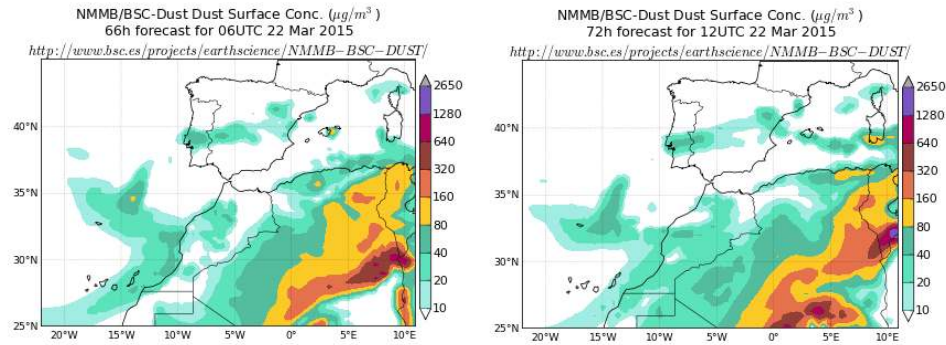 NMMB/BSC-Dust Dust Surface Conc. (μg/m³)
66h forecast for 06UTC 22 Mar 2015
http://www.bsc.es/projects/earthscience/NMMB-BSC-DUST/
40°N
35°N
30°N
25°N
20°W
15°W
10°W
5°W
0°
5°E
10°E
2650
1280
640
320
160
80
40
20
10
NMMB/BSC-Dust Dust Surface Conc. (μg/m³)
72h forecast for 12UTC 22 Mar 2015
http://www.bsc.es/projects/earthscience/NMMB-BSC-DUST/
40°N
35°N
30°N
25°N
20°W
15°W
10°W
5°W
0°
5°E
10°E
2650
1280
640
320
160
80
40
20
10